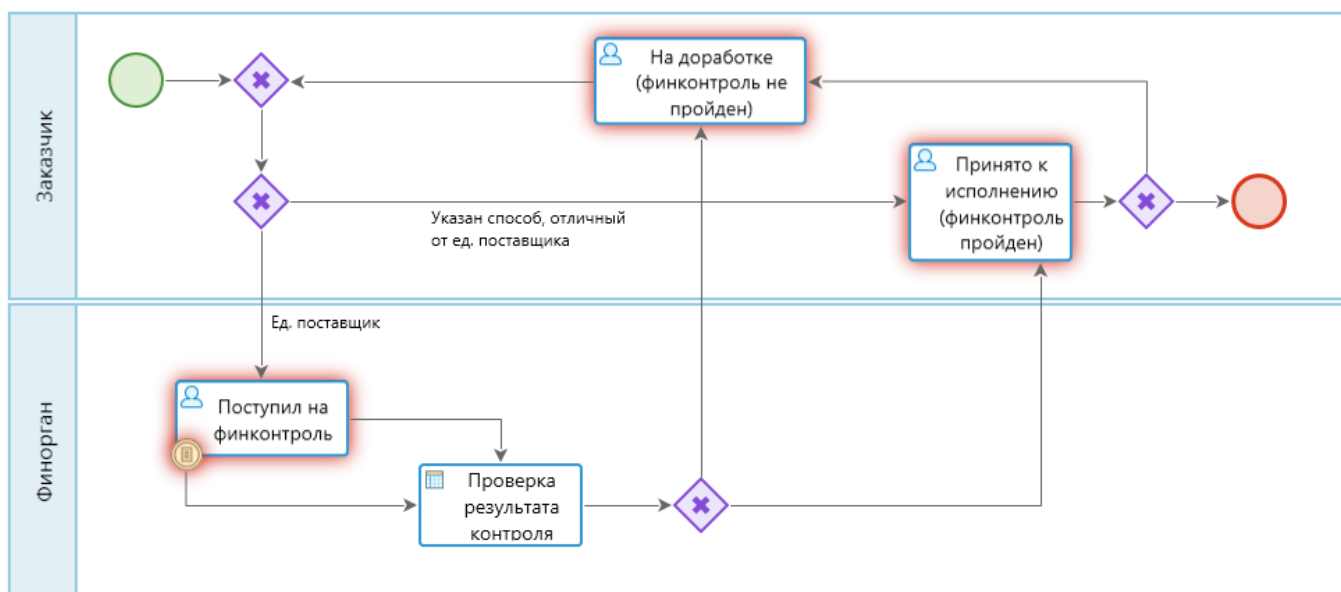 Заказчик
На доработке
(финконтроль не
пройден)
Принято к
исполнению
(финконтроль
пройден)
Указан способ, отличный
от ед. поставщика
Финорган
Ед. поставщик
Поступил на
финконтроль
Проверка
результата
контроля